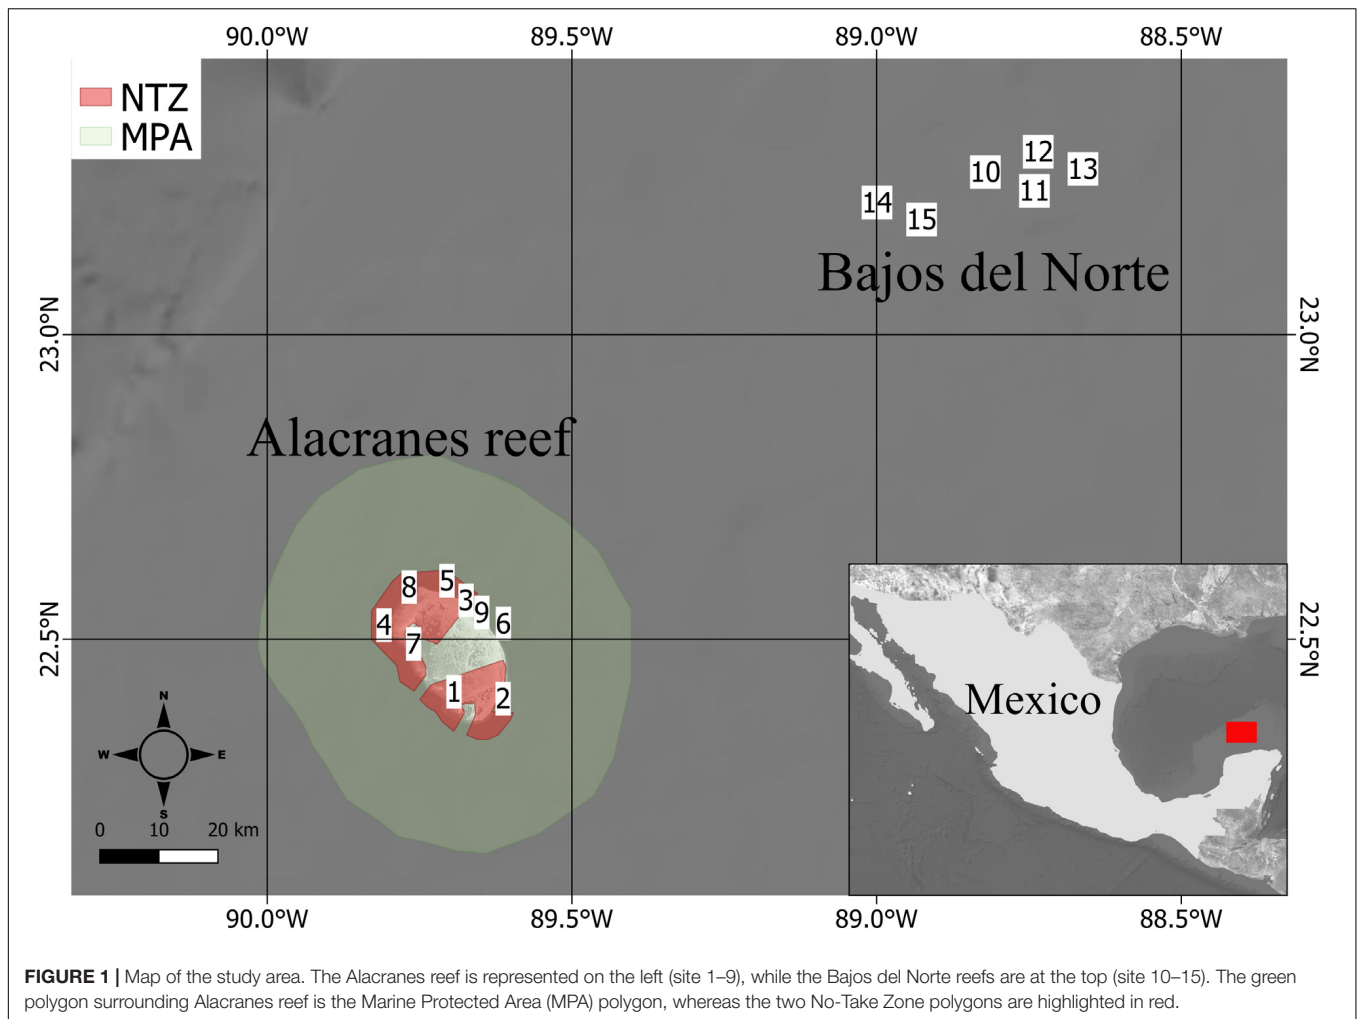 90.0°W 89.5°W 89.0°W 88.5°W
NTZ
MPA
12
10 13
11
14
15
Bajos del Norte
23.0°N 23.0°N
Alacranes reef
8 5
3
9
4 6
7
22.5°N 22.5°N
1 2
Mexico
N
W E
S
0 10 20 km
90.0°W 89.5°W 89.0°W 88.5°W
FIGURE 1 | Map of the study area. The Alacranes reef is represented on the left (site 1–9), while the Bajos del Norte reefs are at the top (site 10–15). The green
polygon surrounding Alacranes reef is the Marine Protected Area (MPA) polygon, whereas the two No-Take Zone polygons are highlighted in red.